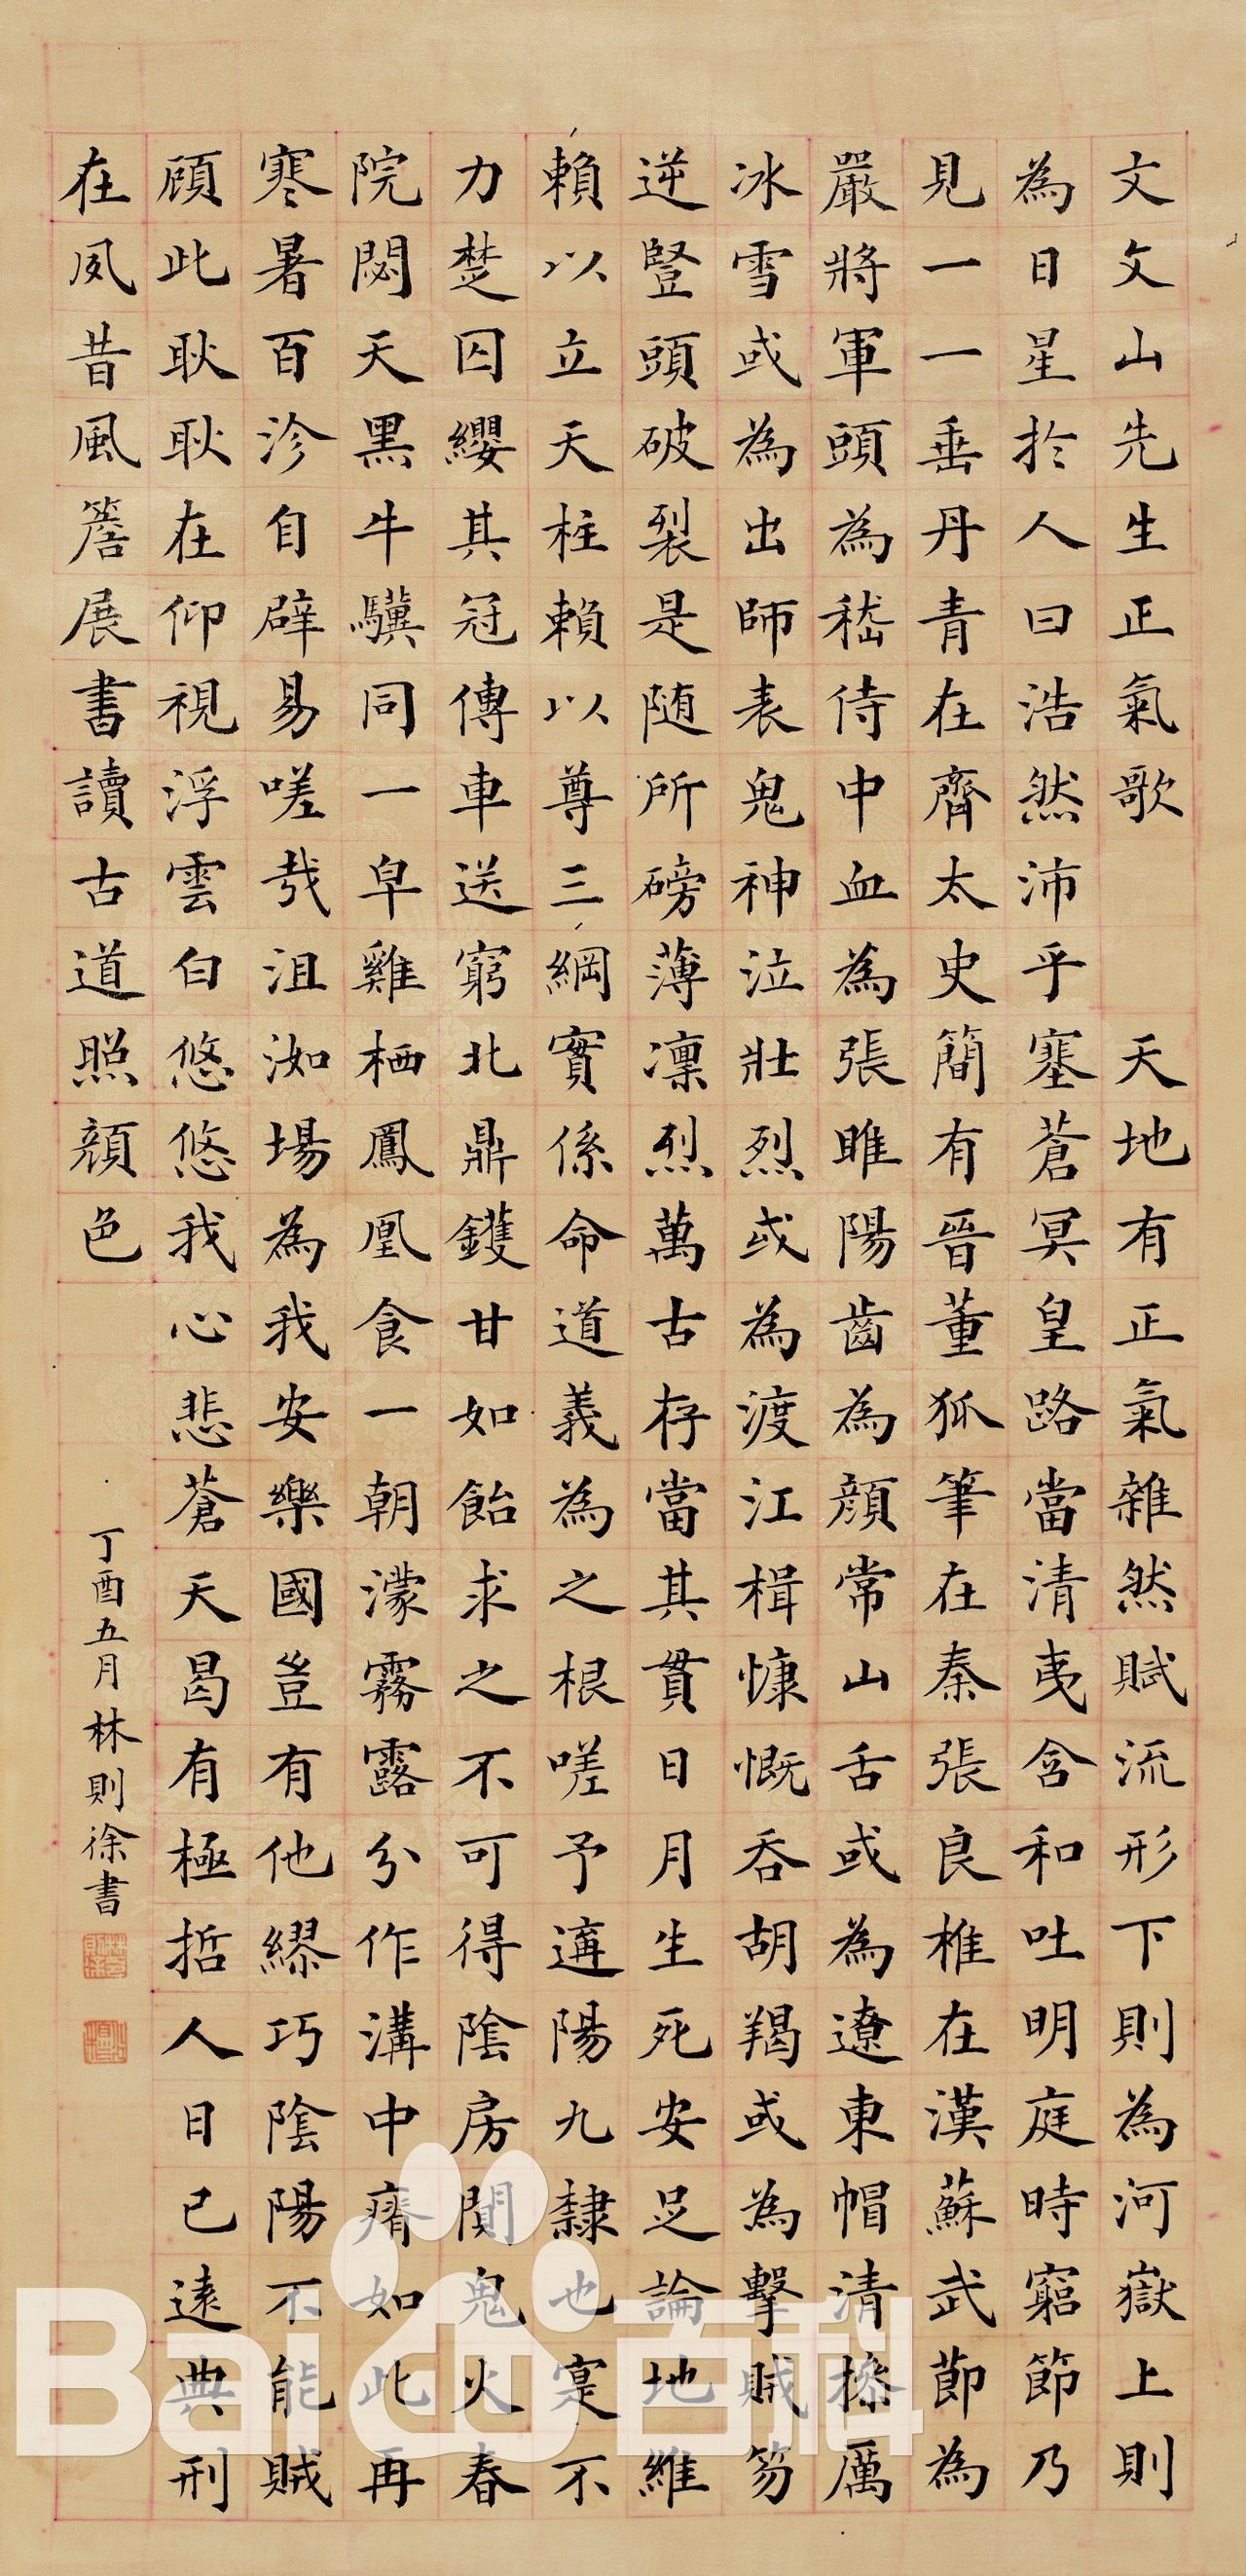 文文山先生正氣歌 天地有正氣雜然賦流形下則為河嶽上則
為日星於人曰浩然沛乎塞蒼冥皇路當清夷含和吐明庭時窮節乃
見一一垂丹青在齊太史簡有晉董狐筆在秦張良椎在漢蘇武節為
嚴將軍頭為嵇侍中血為張睢陽齒為顏常山舌或為遼東帽清操厲
冰雪或為出師表鬼神泣壯烈或為渡江楫慷慨吞胡羯或為擊賊笏
逆豎頭破裂是隨所磅薄凜烈萬古存當其貫日月生死安足論地維
賴以立天柱賴以尊三綱實係命道義為之根嗟予遘陽九隸也寔不
力楚囚纓其冠傳車送窮北鼎鑊甘如飴求之不可得陰房闃鬼火春
院閟天黑牛驥同一皁雞栖鳳凰食一朝濛霧露分作溝中瘠如此再
寒暑百沴自辟易嗟哉沮洳場為我安樂國豈有他繆巧陰陽不能賊
顧此耿耿在仰視浮雲白悠悠我心悲蒼天曷有極哲人日已遠典刑
在夙昔風簷展書讀古道照顏色
丁酉五月林則徐書
Bai 百科